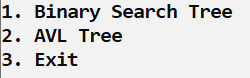 1. Binary Search Tree
2. AVL Tree
3. Exit